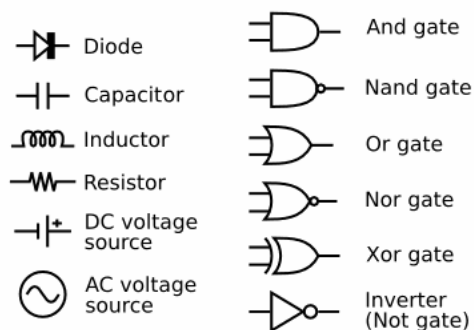 Diode
Capacitor
Inductor
Resistor
+
DC voltage
source
AC voltage
source
And gate
Nand gate
Or gate
Nor gate
Xor gate
Inverter
(Not gate)